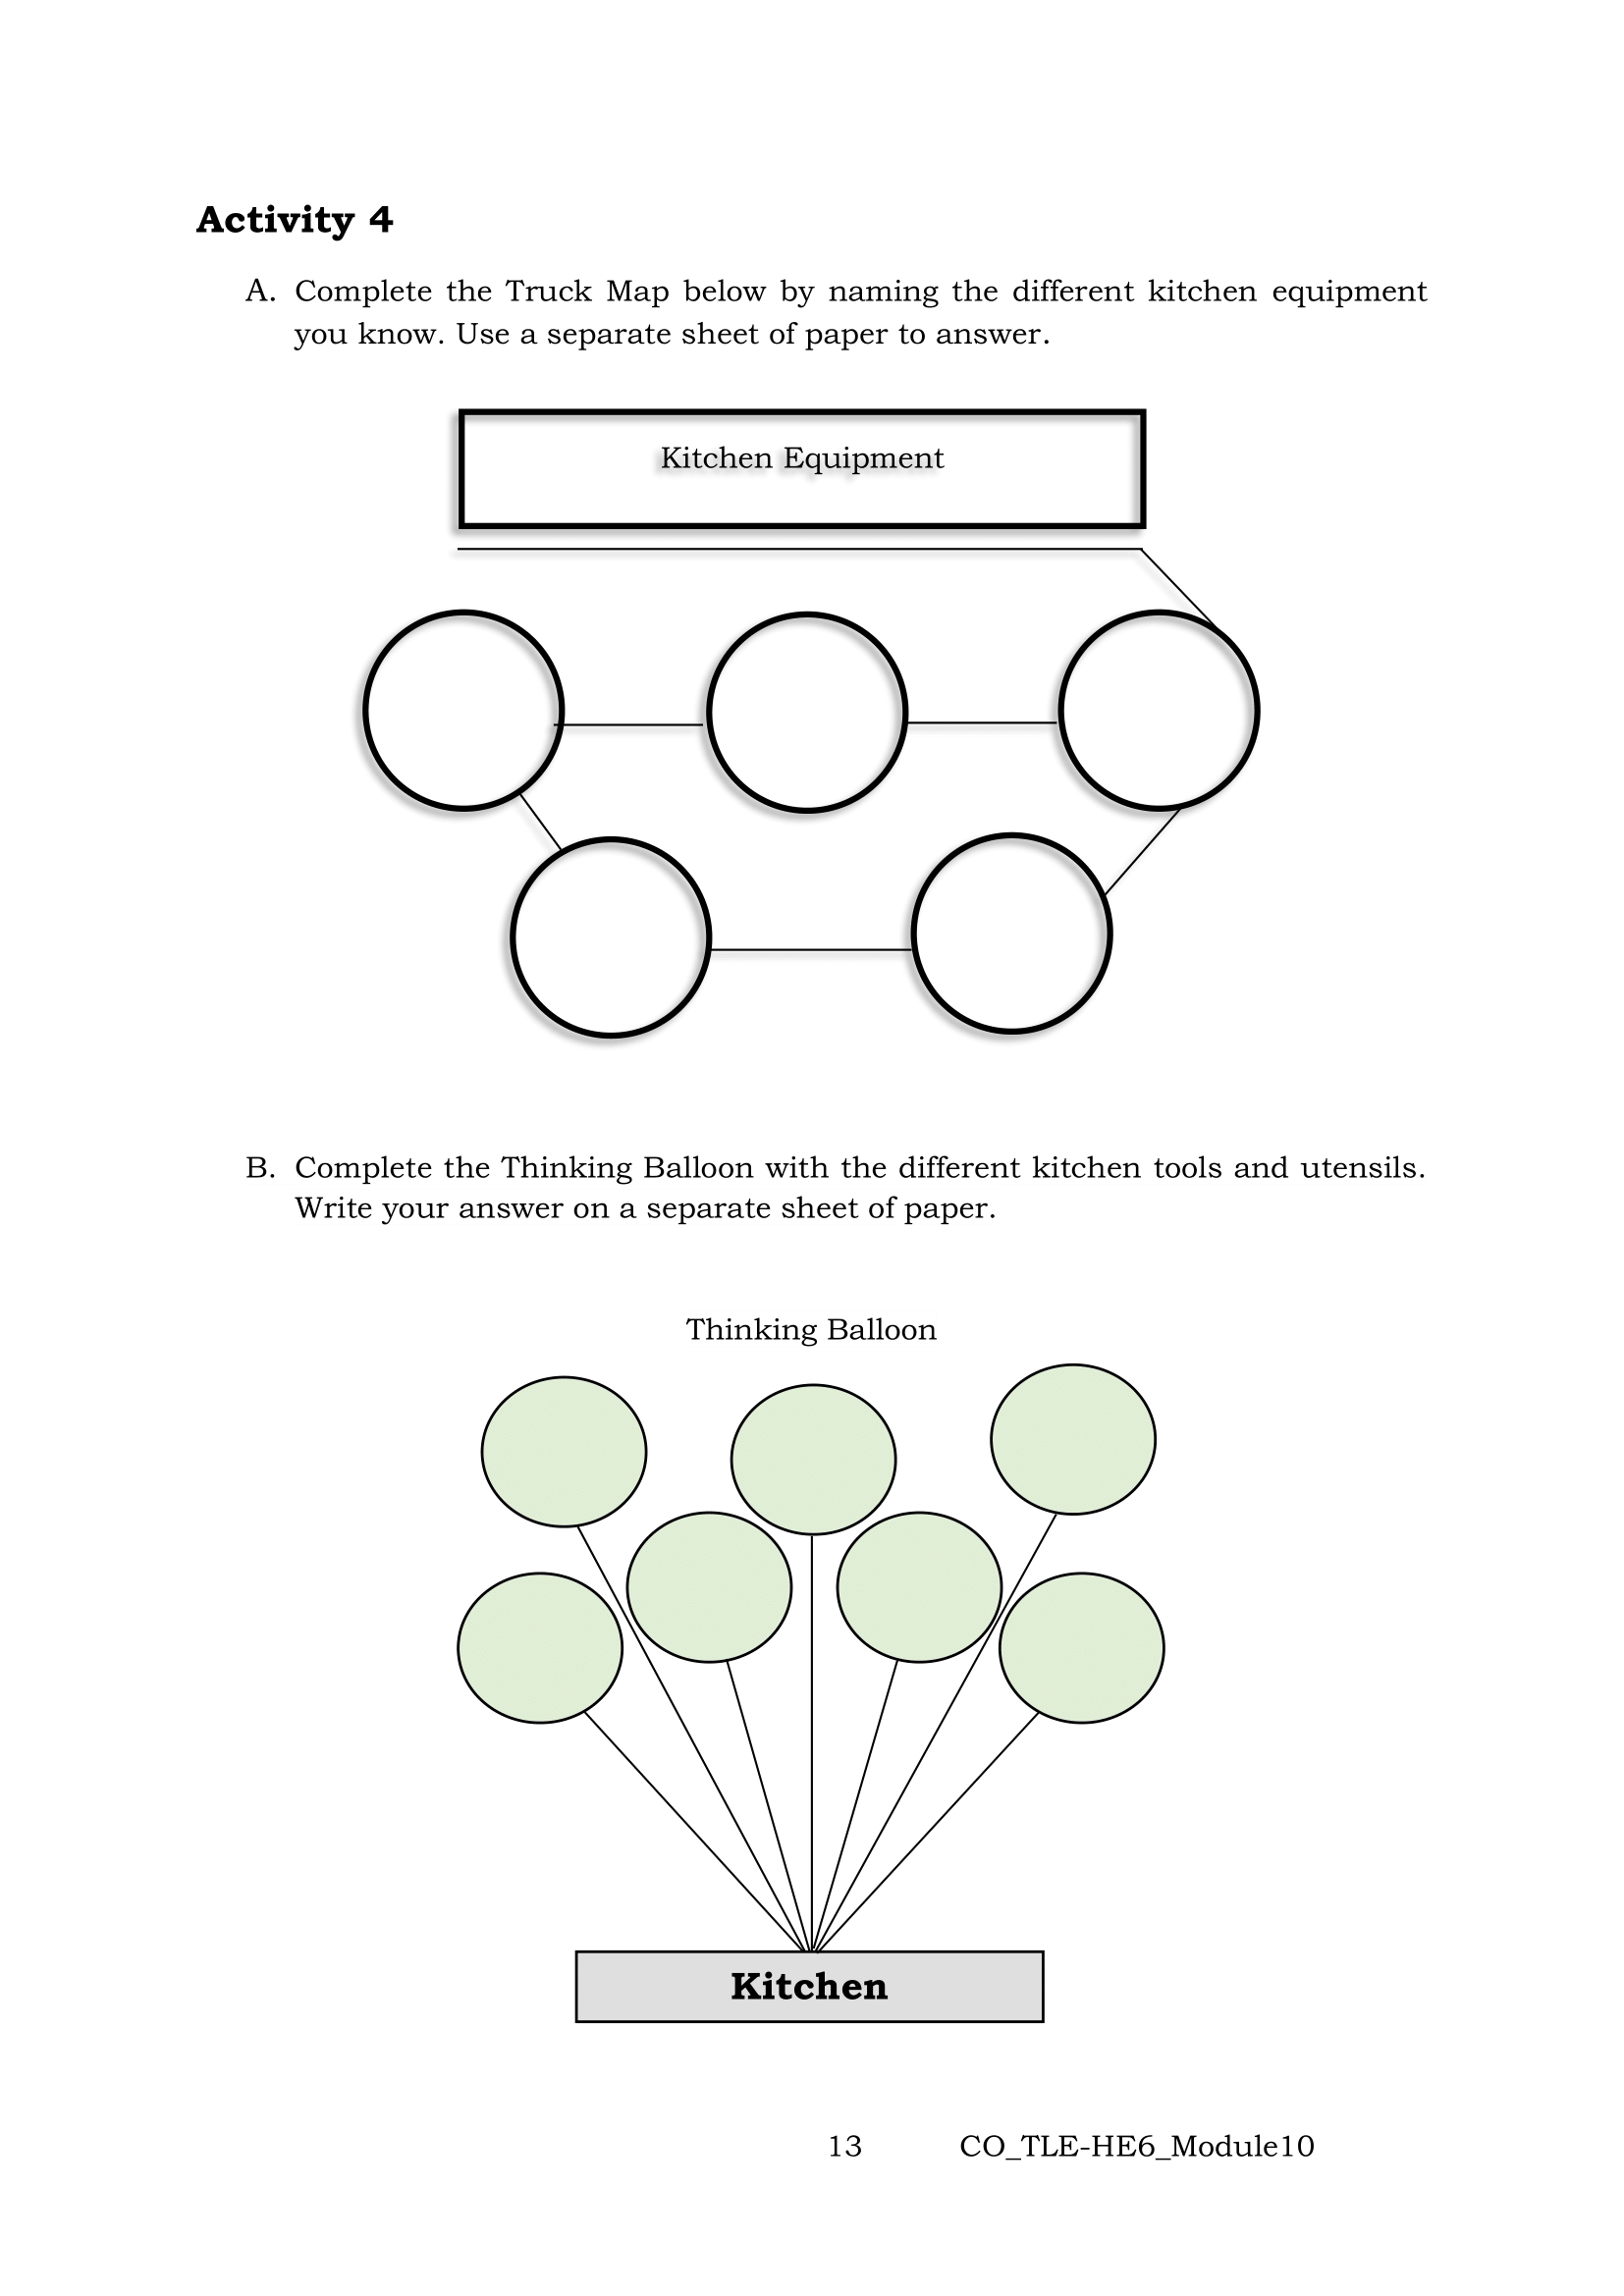 Activity 4
A. Complete the Truck Map below by naming the different kitchen equipment
you know. Use a separate sheet of paper to answer.
Kitchen Equipment
B. Complete the Thinking Balloon with the different kitchen tools and utensils.
Write your answer on a separate sheet of paper.
Thinking Balloon
Kitchen
13 CO_TLE-HE6_Module10